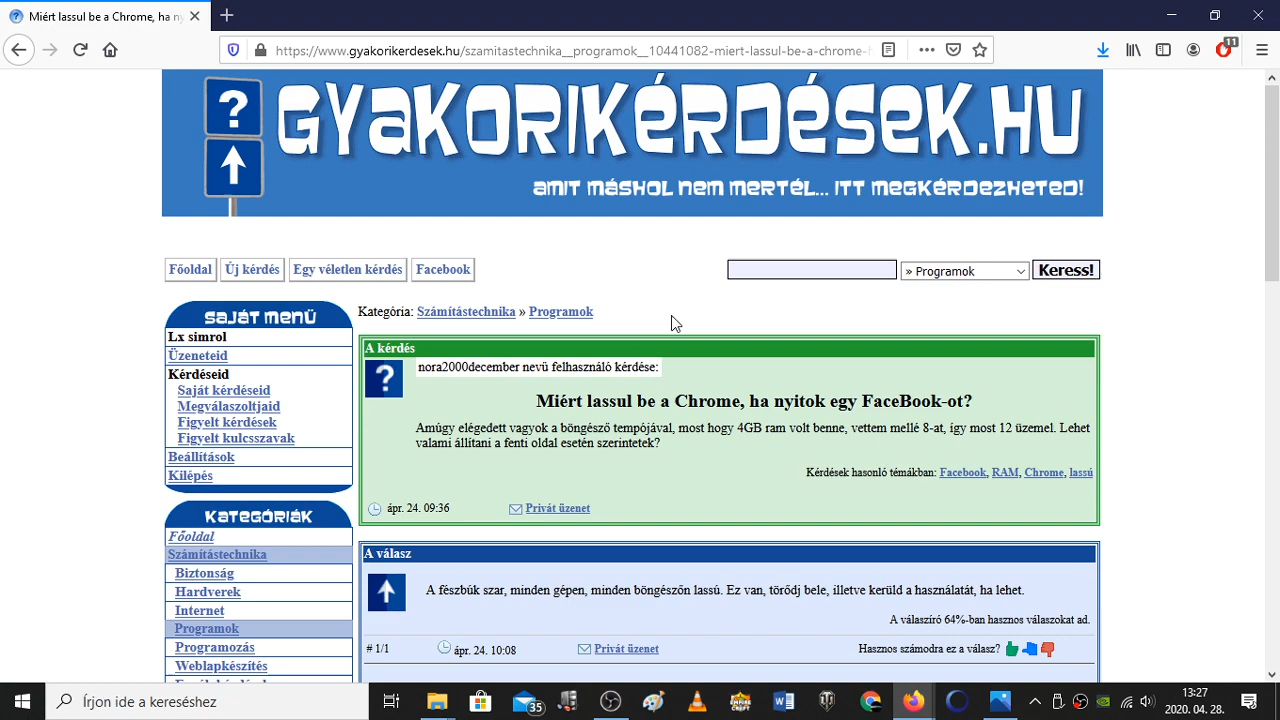 Miért lassul be a Chrome, ha ny
https://www.gyakorikerdesek.hu/szamitastechnika__programok__10441082-miert-lassul-be-a-chrome-h
11
GYAKORIKÉRDÉSEK.HU
AMIT MÁSHOL NEM MERTÉL... ITT MEGKÉRDEZHETED!
Főoldal
Új kérdés
Egy véletlen kérdés
Facebook
» Programok
Keress!
SAJÁT MENÜ
Lx simrol
Üzeneteid
Kérdéseid
Saját kérdéseid
Megválaszoltjaid
Figyelt kérdések
Figyelt kulcsszavak
Beállítások
Kilépés
KATEGÓRIÁK
Főoldal
Számítástechnika
Biztonság
Hardverek
Internet
Programok
Programozás
Weblapkészítés
Kategória: Számítástechnika » Programok
A kérdés
nora2000december nevű felhasználó kérdése:
Miért lassul be a Chrome, ha nyitok egy FaceBook-ot?
Amúgy elégedett vagyok a böngésző tempójával, most hogy 4GB ram volt benne, vettem mellé 8-at, így most 12 üzemel. Lehet
valami állítani a fenti oldal esetén szerintetek?
Kérdések hasonló témákban: Facebook, RAM, Chrome, lassú
ápr. 24. 09:36
Privát üzenet
A válasz
A fészbúk szar, minden gépen, minden böngészőn lassú. Ez van, törődj bele, illetve kerüld a használatát, ha lehet.
A válaszíró 64%-ban hasznos válaszokat ad.
# 1/1
ápr. 24. 10:08
Privát üzenet
Hasznos számodra ez a válasz?
Írjon ide a kereséshez
35
EMPIRE
CRAFT
13:27
2020. 04. 28.